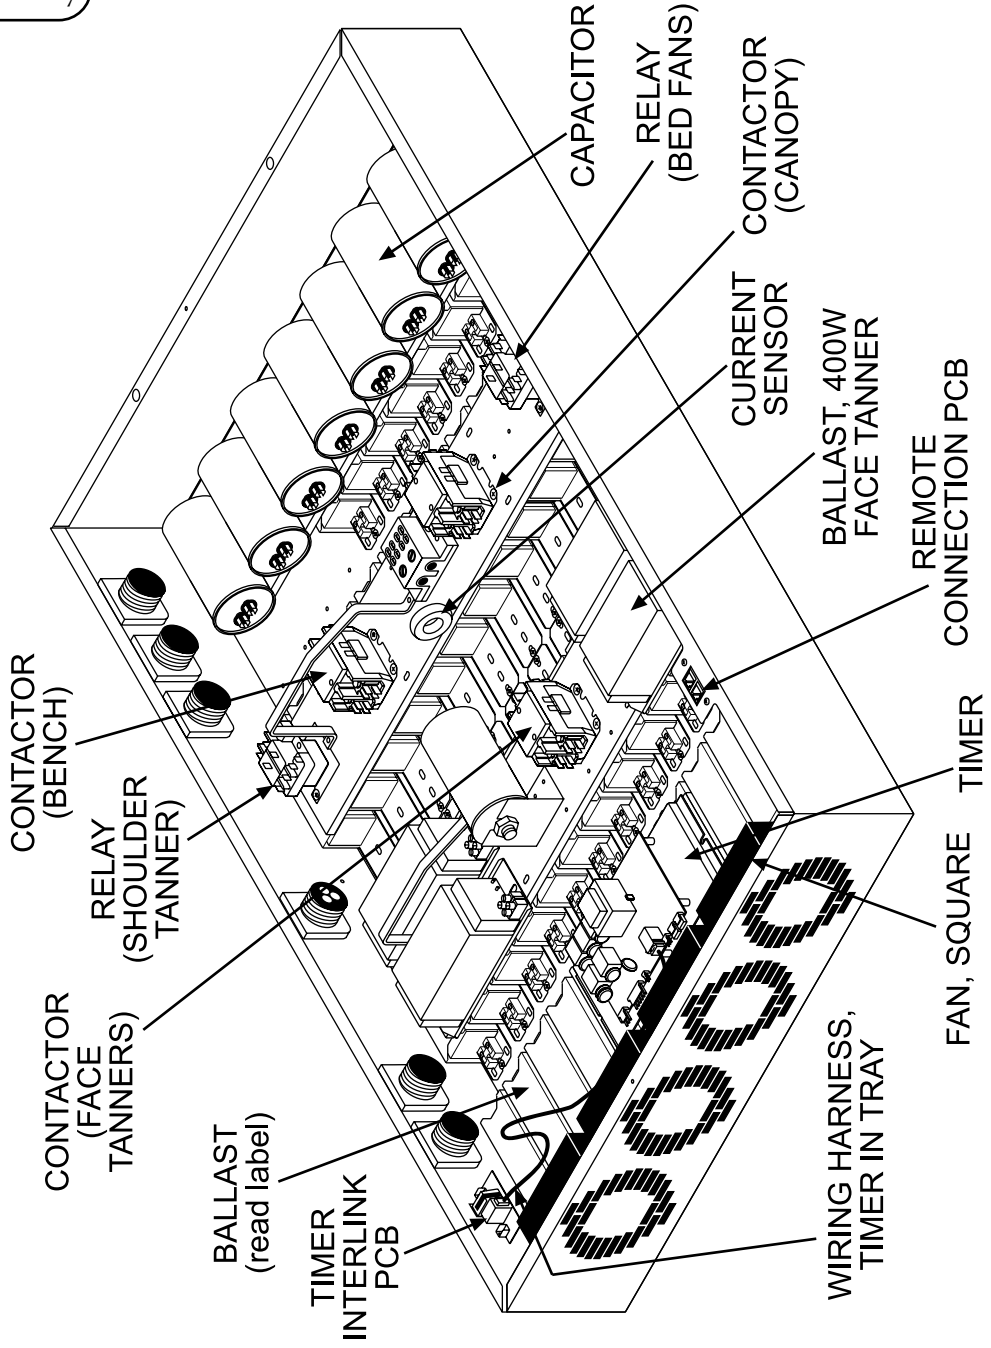 CAPACITOR
RELAY
(BED FANS)
CONTACTOR
(CANOPY)
CURRENT
SENSOR
BALLAST, 400W
FACE TANNER
REMOTE
CONNECTION PCB
CONTACTOR
(BENCH)
RELAY
(SHOULDER
TANNER)
CONTACTOR
(FACE
TANNERS)
BALLAST
(read label)
TIMER
INTERLINK
PCB
TIMER
FAN, SQUARE
WIRING HARNESS,
TIMER IN TRAY